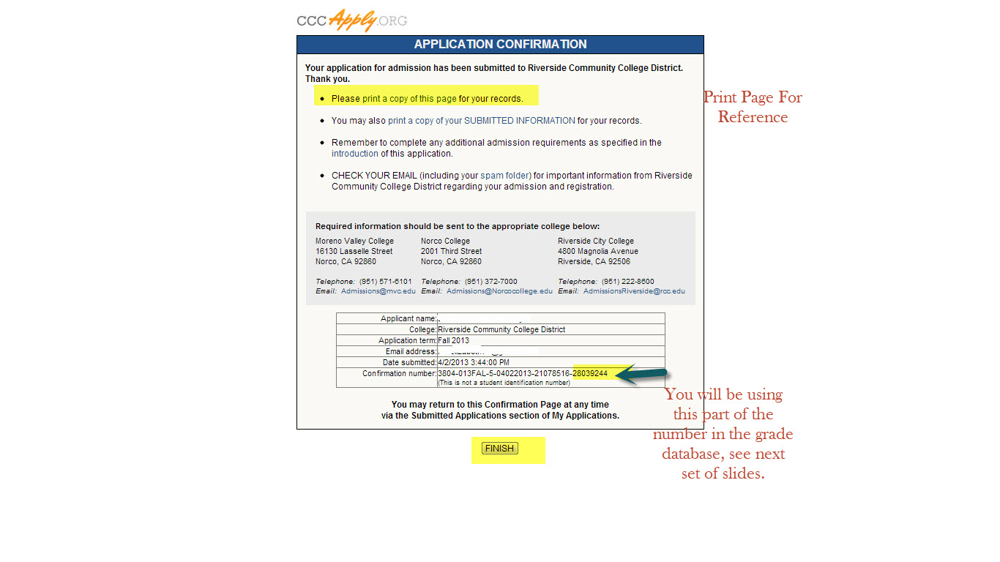 CCCApply.ORG
APPLICATION CONFIRMATION
Your application for admission has been submitted to Riverside Community College District.
Thank you.
• Please print a copy of this page for your records.
Print Page For
Reference
• You may also print a copy of your SUBMITTED INFORMATION for your records.
• Remember to complete any additional admission requirements as specified in the
introduction of this application.
• CHECK YOUR EMAIL (including your spam folder) for important information from Riverside
Community College District regarding your admission and registration.
Required information should be sent to the appropriate college below:
Moreno Valley College Norco College Riverside City College
16130 Lasselle Street 2001 Third Street 4800 Magnolia Avenue
Norco, CA 92860 Norco, CA 92860 Riverside, CA 92506
Telephone: (951) 571-6101 Telephone: (951) 372-7000 Telephone: (951) 222-8600
Email: Admissions@mvc.edu Email: Admissions@Norcocollege.edu Email: AdmissionsRiverside@rcc.edu
Applicant name:
College: Riverside Community College District
Application term: Fall 2013
Email address:
Date submitted: 4/2/2013 3:44:00 PM
Confirmation number: 3804-013FAL-5-04022013-21078516-28039244
(This is not a student identification number)
You will be using
this part of the
number in the grade
database, see next
set of slides.
You may return to this Confirmation Page at any time
via the Submitted Applications section of My Applications.
FINISH